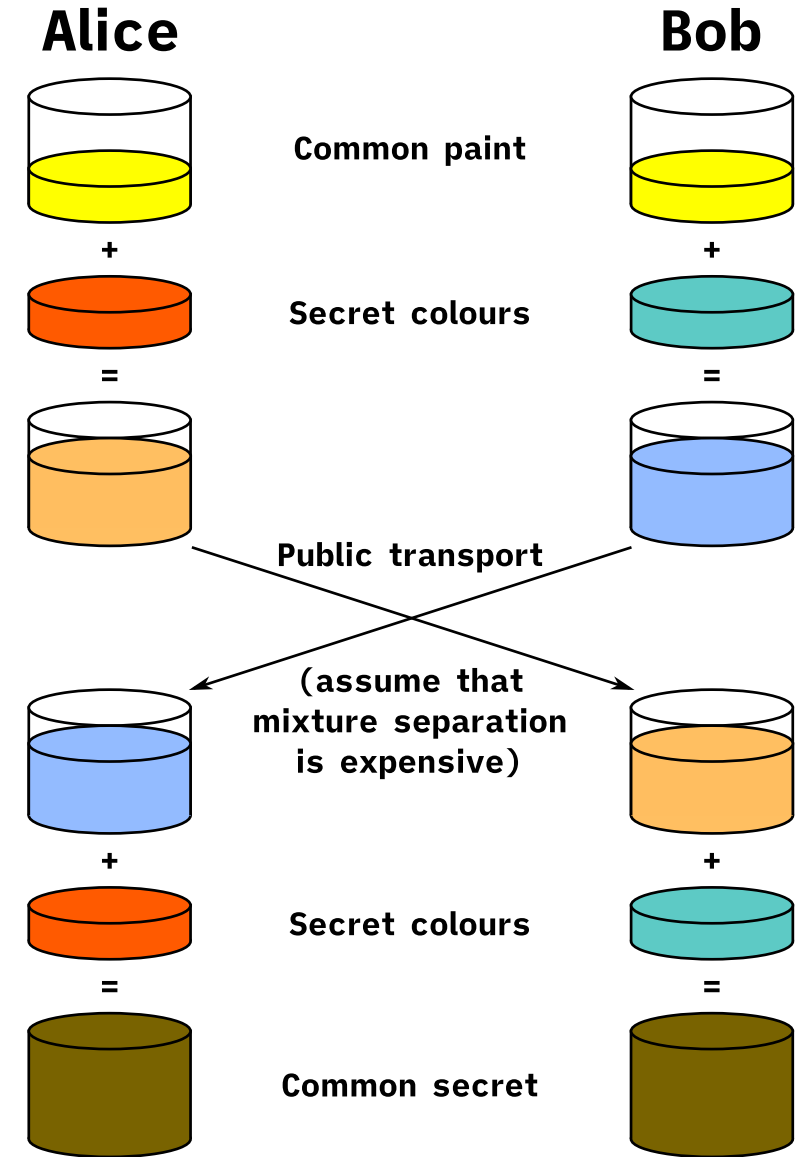 Alice
Bob
Common paint
+
+
Secret colours
=
=
Public transport
(assume that
mixture separation
is expensive)
+
+
Secret colours
=
=
Common secret